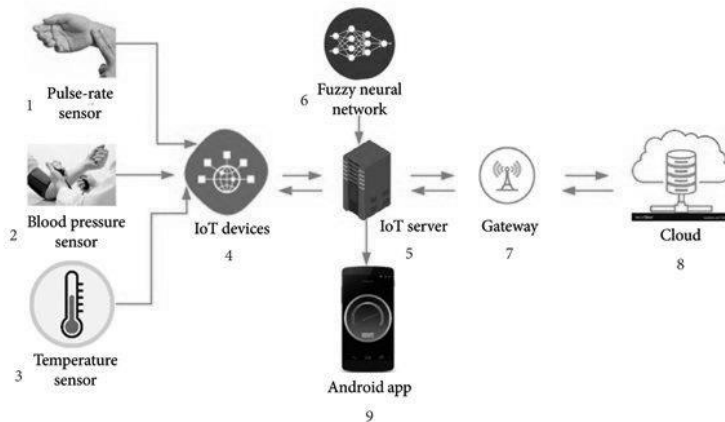 1
Pulse-rate
sensor
2
Blood pressure
sensor
3
Temperature
sensor
IoT devices
4
6
Fuzzy neural
network
IoT server
5
Gateway
7
Cloud
8
Android app
9